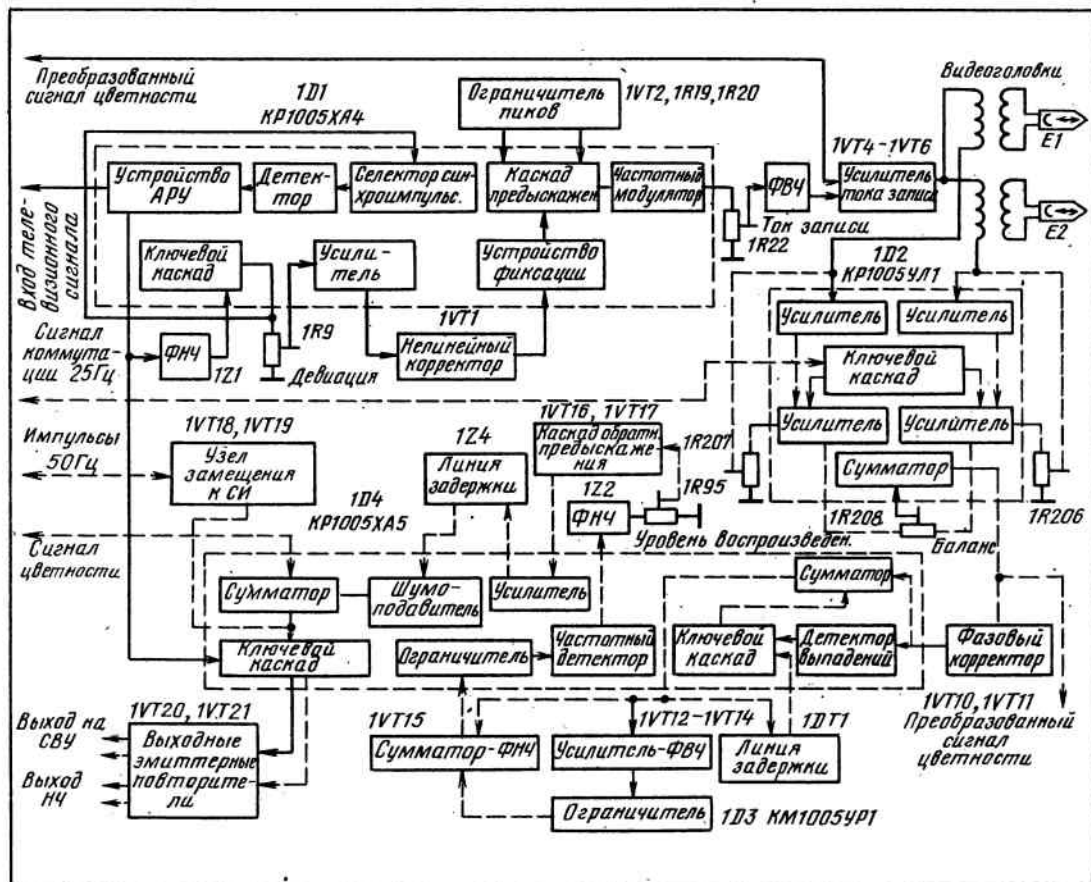 Преобразованный
сигнал цветности
1D1
КР1005ХА4
Ограничитель
пиков
1VT2, 1R19, 1R20
Видеоголовки
E1
E2
1VT4-1VT6
Усилитель
тока записи
Устройство
АРУ
Детек-
тор
Селектор син-
хроимпульс.
Каскад
предыскажен.
Частотный
модулятор
ФВЧ
Ток записи
1R22
Вход теле-
визионного
сигнала
Ключевой
каскад
Усили-
тель
Устройство
фиксации
1D2
КР1005УЛ1
Усилитель
Усилитель
Сигнал
коммута-
ции 25Гц
ФНЧ
1Z1
1R9
Девиация
1VT1
Нелинейный
корректор
Ключевой
каскад
Усилитель
Усилитель
Сумматор
1R207
1R206
1R208
Баланс
Импульсы
50Гц
1VT18, 1VT19
Узел
замещения
к СИ
1Z4
Линия
задержки
1VT16, 1VT17
Каскад обратн.
предыскаже-
ния
1Z2
ФНЧ
1R95
Уровень воспроизведен.
1D4
КР1005ХА5
Сигнал
цветности
Сумматор
Шумо-
подавитель
Усилитель
Сумматор
Ключевой
каскад
Ограничитель
Частотный
детектор
Ключевой
каскад
Детектор
выпадений
Фазовый
корректор
1VT10, 1VT11
Преобразованный
сигнал
цветности
Выход на
СВУ
Выход
НЧ
1VT20, 1VT21
Выходные
эмиттерные
повторите-
ли
1VT15
Сумматор-ФНЧ
1VT12-1VT14
Усилитель-ФВЧ
1DT1
Линия
задержки
Ограничитель
1D3 КМ1005УР1